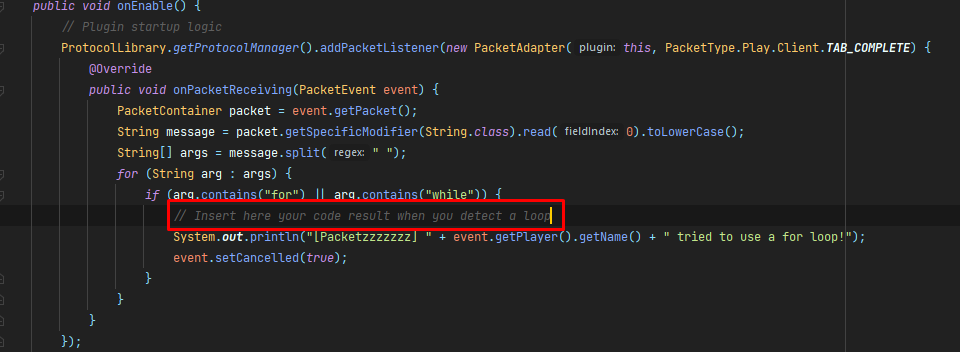 public void onEnable() {
// Plugin startup logic
ProtocolLibrary.getProtocolManager().addPacketListener(new PacketAdapter( plugin: this, PacketType.Play.Client.TAB_COMPLETE) {
@Override
public void onPacketReceiving(PacketEvent event) {
PacketContainer packet = event.getPacket();
String message = packet.getSpecificModifier(String.class).read( fieldIndex: 0).toLowerCase();
String[] args = message.split( regex: " ");
for (String arg : args) {
if (arg.contains("for") || arg.contains("while")) {
// Insert here your code result when you detect a loop
System.out.println("[Packetzzzzzzz] " + event.getPlayer().getName() + " tried to use a for loop!");
event.setCancelled(true);
}
}
}
});